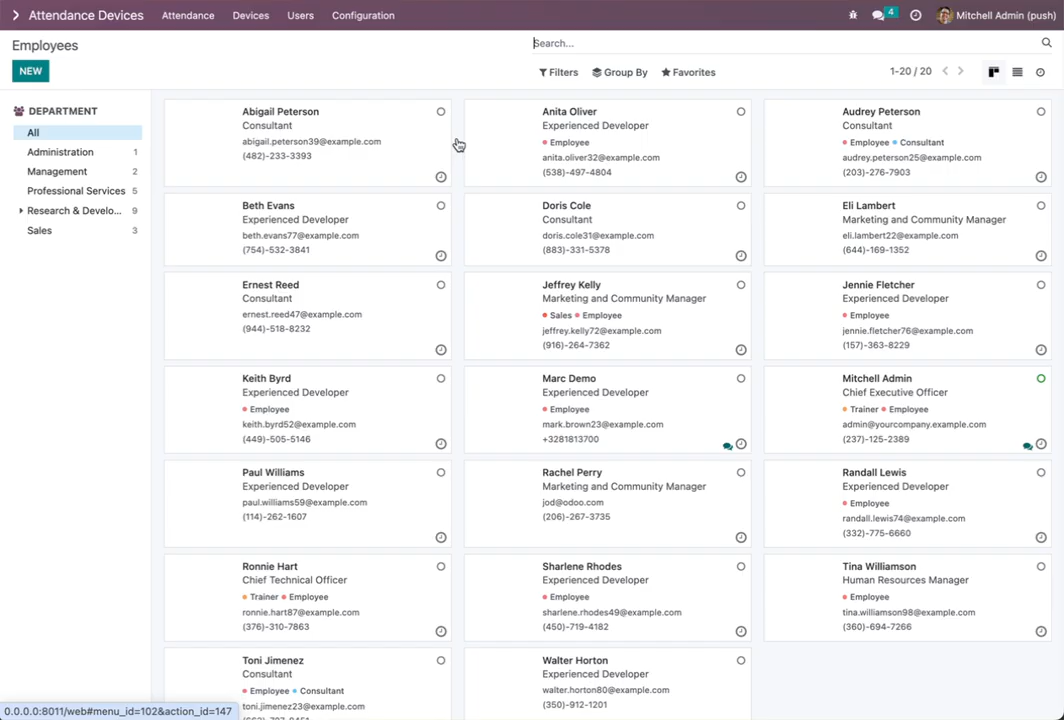 Attendance Devices Attendance Devices Users Configuration 4 Mitchell Admin (push)
Employees Search...
NEW Filters Group By Favorites 1-20 / 20
DEPARTMENT
All
Administration 1
Management 2
Professional Services 5
Research & Develo... 9
Sales 3
Abigail Peterson
Consultant
abigail.peterson39@example.com
(482)-233-3393
Anita Oliver
Experienced Developer
Employee
anita.oliver32@example.com
(538)-497-4804
Audrey Peterson
Consultant
Employee Consultant
audrey.peterson25@example.com
(203)-276-7903
Beth Evans
Experienced Developer
beth.evans77@example.com
(754)-532-3841
Doris Cole
Consultant
doris.cole31@example.com
(883)-331-5378
Eli Lambert
Marketing and Community Manager
eli.lambert22@example.com
(644)-169-1352
Ernest Reed
Consultant
ernest.reed47@example.com
(944)-518-8232
Jeffrey Kelly
Marketing and Community Manager
Sales Employee
jeffrey.kelly72@example.com
(916)-264-7362
Jennie Fletcher
Experienced Developer
Employee
jennie.fletcher76@example.com
(157)-363-8229
Keith Byrd
Experienced Developer
Employee
keith.byrd52@example.com
(449)-505-5146
Marc Demo
Experienced Developer
Employee
mark.brown23@example.com
+3281813700
Mitchell Admin
Chief Executive Officer
Trainer Employee
admin@yourcompany.example.com
(237)-125-2389
Paul Williams
Experienced Developer
paul.williams59@example.com
(114)-262-1607
Rachel Perry
Marketing and Community Manager
jod@odoo.com
(206)-267-3735
Randall Lewis
Experienced Developer
Employee
randall.lewis74@example.com
(332)-775-6660
Ronnie Hart
Chief Technical Officer
Trainer Employee
ronnie.hart87@example.com
(376)-310-7863
Sharlene Rhodes
Experienced Developer
Employee
sharlene.rhodes49@example.com
(450)-719-4182
Tina Williamson
Human Resources Manager
Employee
tina.williamson98@example.com
(360)-694-7266
Toni Jimenez
Consultant
Employee Consultant
toni.jimenez23@example.com
Walter Horton
Experienced Developer
walter.horton80@example.com
(350)-912-1201
0.0.0.0:8011/web#menu_id=102&action_id=147